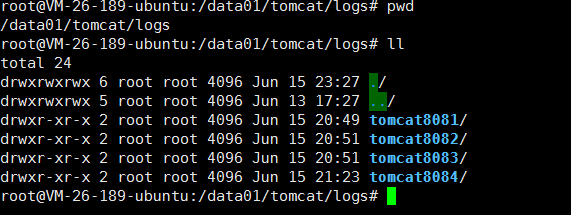 root@VM-26-189-ubuntu:/data01/tomcat/logs# pwd
/data01/tomcat/logs
root@VM-26-189-ubuntu:/data01/tomcat/logs# ll
total 24
drwxrwxrwx 6 root root 4096 Jun 15 23:27 ./
drwxrwxrwx 5 root root 4096 Jun 13 17:27 ../
drwxr-xr-x 2 root root 4096 Jun 15 20:49 tomcat8081/
drwxr-xr-x 2 root root 4096 Jun 15 20:51 tomcat8082/
drwxr-xr-x 2 root root 4096 Jun 15 20:51 tomcat8083/
drwxr-xr-x 2 root root 4096 Jun 15 21:23 tomcat8084/
root@VM-26-189-ubuntu:/data01/tomcat/logs#